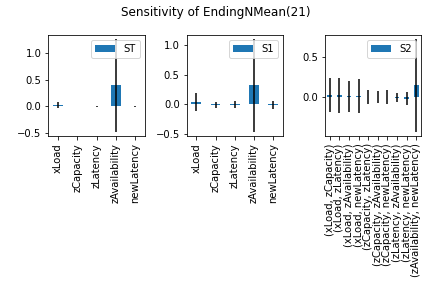 Sensitivity of EndingNMean(21)
ST
1.0
0.5
0.0
−0.5
xLoad
zCapacity
zLatency
zAvailability
newLatency
S1
1.0
0.5
0.0
−0.5
xLoad
zCapacity
zLatency
zAvailability
newLatency
S2
0.5
0.0
(xLoad, zCapacity)
(xLoad, zLatency)
(xLoad, zAvailability)
(xLoad, newLatency)
(zCapacity, zLatency)
(zCapacity, zAvailability)
(zCapacity, newLatency)
(zLatency, zAvailability)
(zLatency, newLatency)
(zAvailability, newLatency)